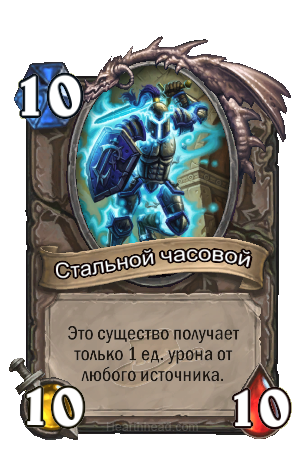 10
Стальной часовой
Это существо получает
только 1 ед. урона от
любого источника.
10
10